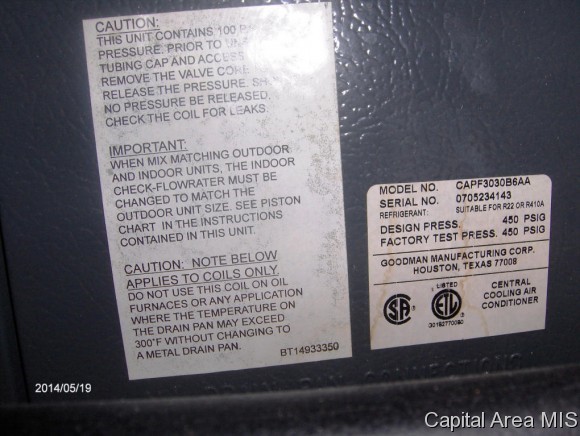 CAUTION:
THIS UNIT CONTAINS 100 P
PRESSURE. PRIOR TO
TUBING CAP AND ACCESS
REMOVE THE VALVE CORE
RELEASE THE PRESSURE. SH
NO PRESSURE BE RELEASED,
CHECK THE COIL FOR LEAKS.
IMPORTANT:
WHEN MIX MATCHING OUTDOOR
AND INDOOR UNITS, THE INDOOR
CHECK-FLOWRATER MUST BE
CHANGED TO MATCH THE
OUTDOOR UNIT SIZE. SEE PISTON
CHART IN THE INSTRUCTIONS
CONTAINED IN THIS UNIT.
CAUTION: NOTE BELOW
APPLIES TO COILS ONLY
DO NOT USE THIS COIL ON OIL
FURNACES OR ANY APPLICATION
WHERE THE TEMPERATURE ON
THE DRAIN PAN MAY EXCEED
300°F WITHOUT CHANGING TO
A METAL DRAIN PAN.
BT14933350
MODEL NO. CAPF3030B6AA
SERIAL NO. 0705234143
REFRIGERANT: SUITABLE FOR R22 OR R410A
DESIGN PRESS. 450 PSIG
FACTORY TEST PRESS. 450 PSIG
GOODMAN MANUFACTURING CORP.
HOUSTON, TEXAS 77008
SA
LISTED
ETL
CENTRAL
COOLING AIR
CONDITIONER
2014/05/19
Capital Area MIS